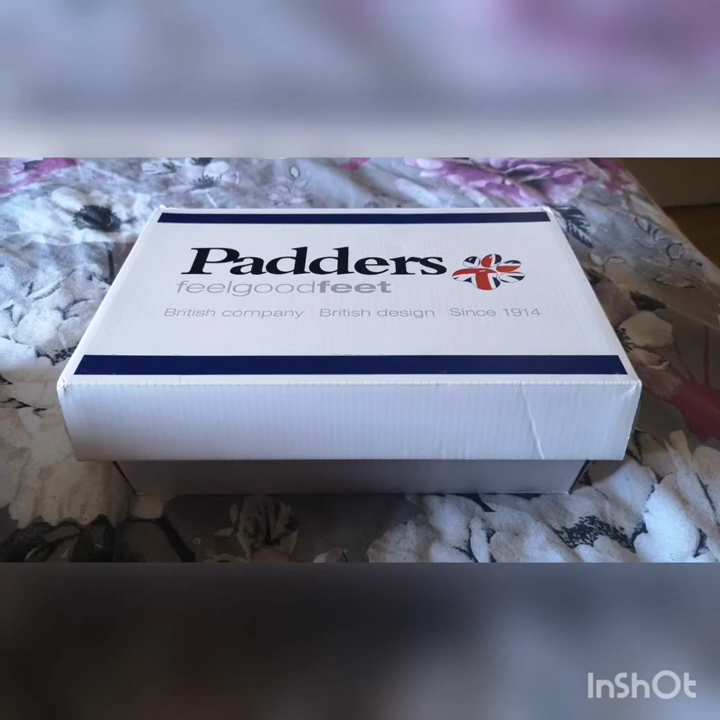 Padders
feelgoodfeet
British company British design Since 1914
InShOt